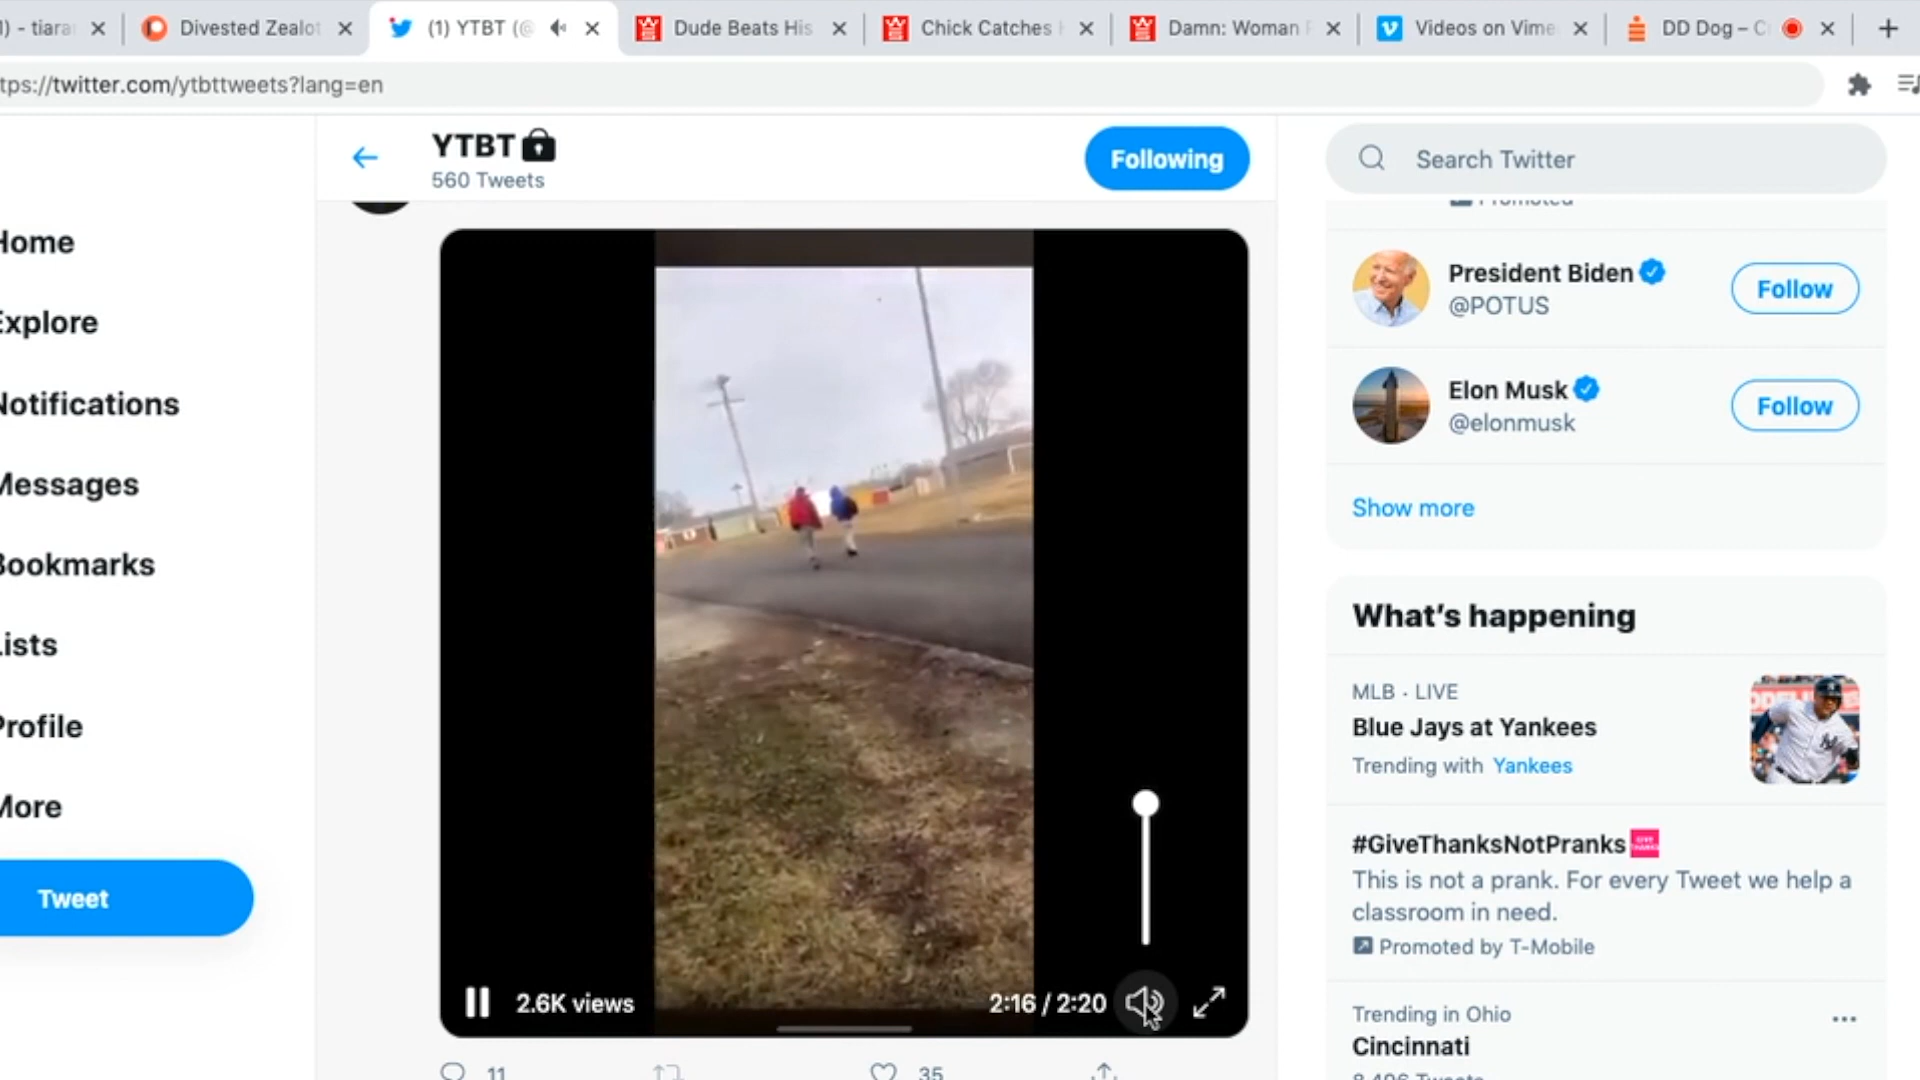 ) - tiara
Divested Zealot
(1) YTBT (@
Dude Beats His
Chick Catches
Damn: Woman
Videos on Vime
DD Dog – C
tps://twitter.com/ytbttweets?lang=en
YTBT
560 Tweets
Following
Search Twitter
Promoted
Home
Explore
Notifications
Messages
Bookmarks
Lists
Profile
More
Tweet
President Biden
@POTUS
Follow
Elon Musk
@elonmusk
Follow
Show more
What's happening
MLB · LIVE
Blue Jays at Yankees
Trending with Yankees
#GiveThanksNotPranks
This is not a prank. For every Tweet we help a
classroom in need.
Promoted by T-Mobile
Trending in Ohio
Cincinnati
8,496 Tweets
2.6K views
2:16 / 2:20
11
35